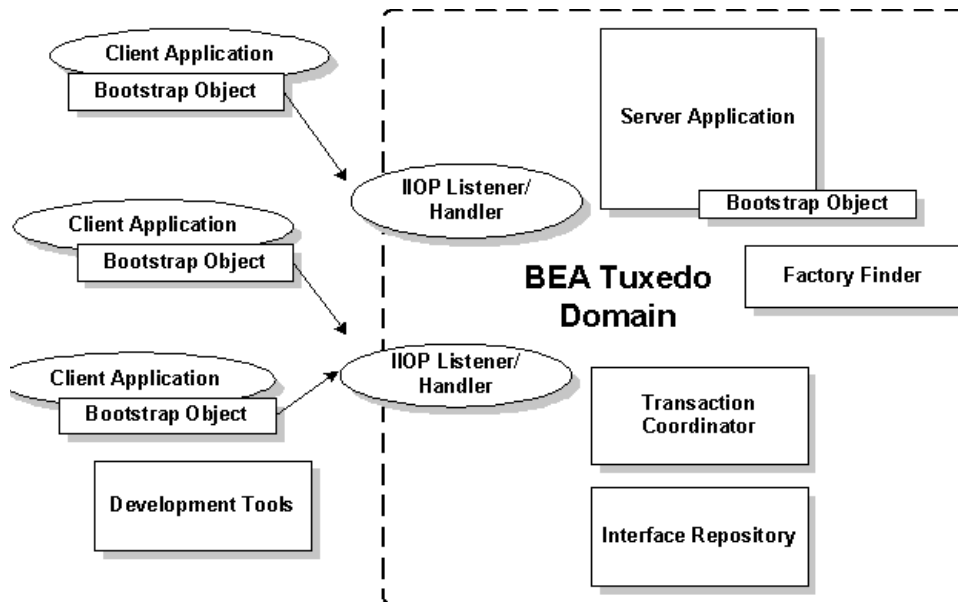 Client Application
Bootstrap Object
Server Application
IIOP Listener/
Handler
Bootstrap Object
Client Application
Bootstrap Object
BEA Tuxedo
Domain
Factory Finder
IIOP Listener/
Handler
Client Application
Bootstrap Object
Transaction
Coordinator
Development Tools
Interface Repository